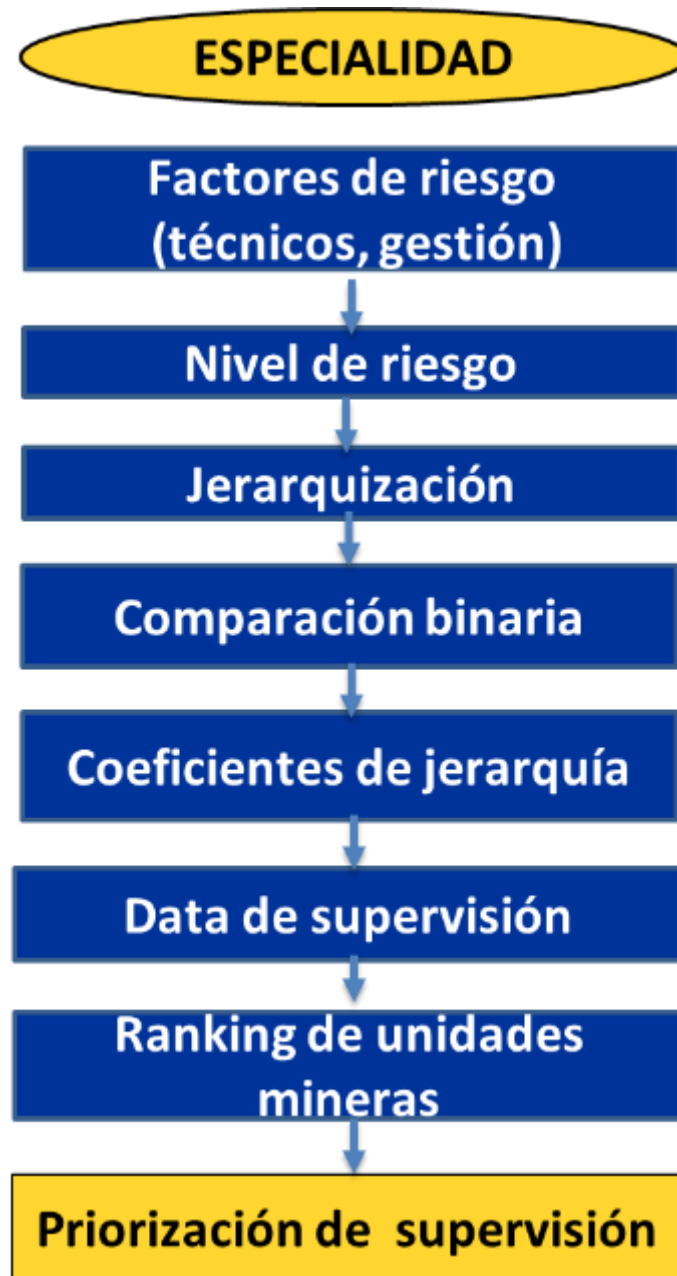 ESPECIALIDAD
Factores de riesgo
(técnicos, gestión)
Nivel de riesgo
Jerarquización
Comparación binaria
Coeficientes de jerarquía
Data de supervisión
Ranking de unidades
mineras
Priorización de supervisión